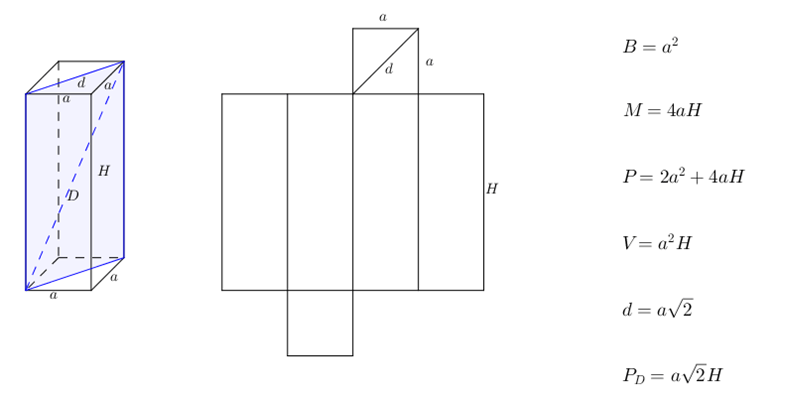 a
d
a
a
H
D
a
a
a
d
a
H
B = a²
M = 4aH
P = 2a² + 4aH
V = a²H
d = a√2
P_D = a√2H